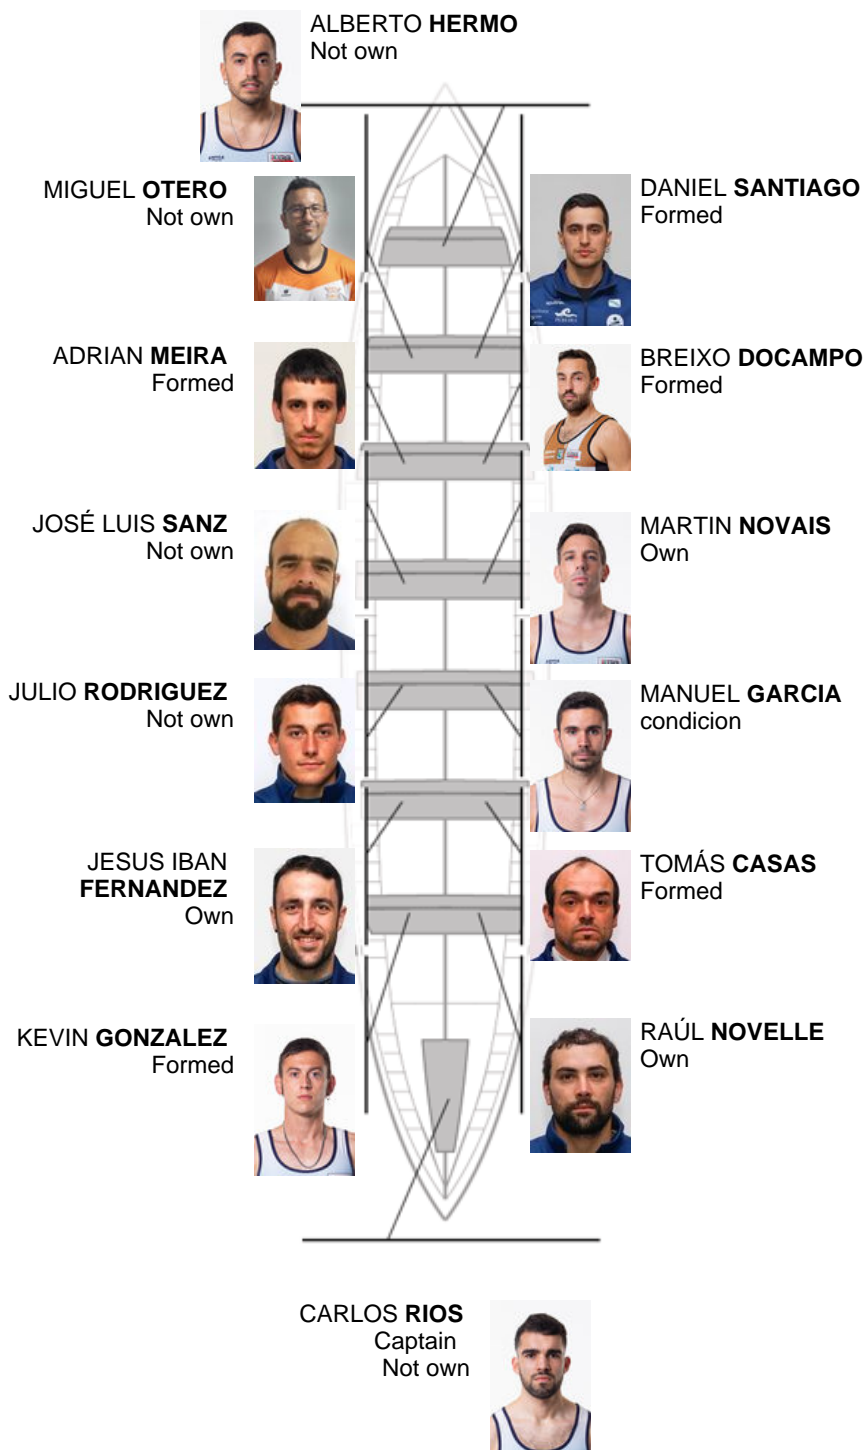 ALBERTO HERMO
Not own
MIGUEL OTERO
Not own
DANIEL SANTIAGO
Formed
ADRIAN MEIRA
Formed
BREIXO DOCAMPO
Formed
JOSÉ LUIS SANZ
Not own
MARTIN NOVAIS
Own
JULIO RODRIGUEZ
Not own
MANUEL GARCIA
condicion
JESUS IBAN
FERNANDEZ
Own
TOMÁS CASAS
Formed
KEVIN GONZALEZ
Formed
RAÚL NOVELLE
Own
CARLOS RIOS
Captain
Not own